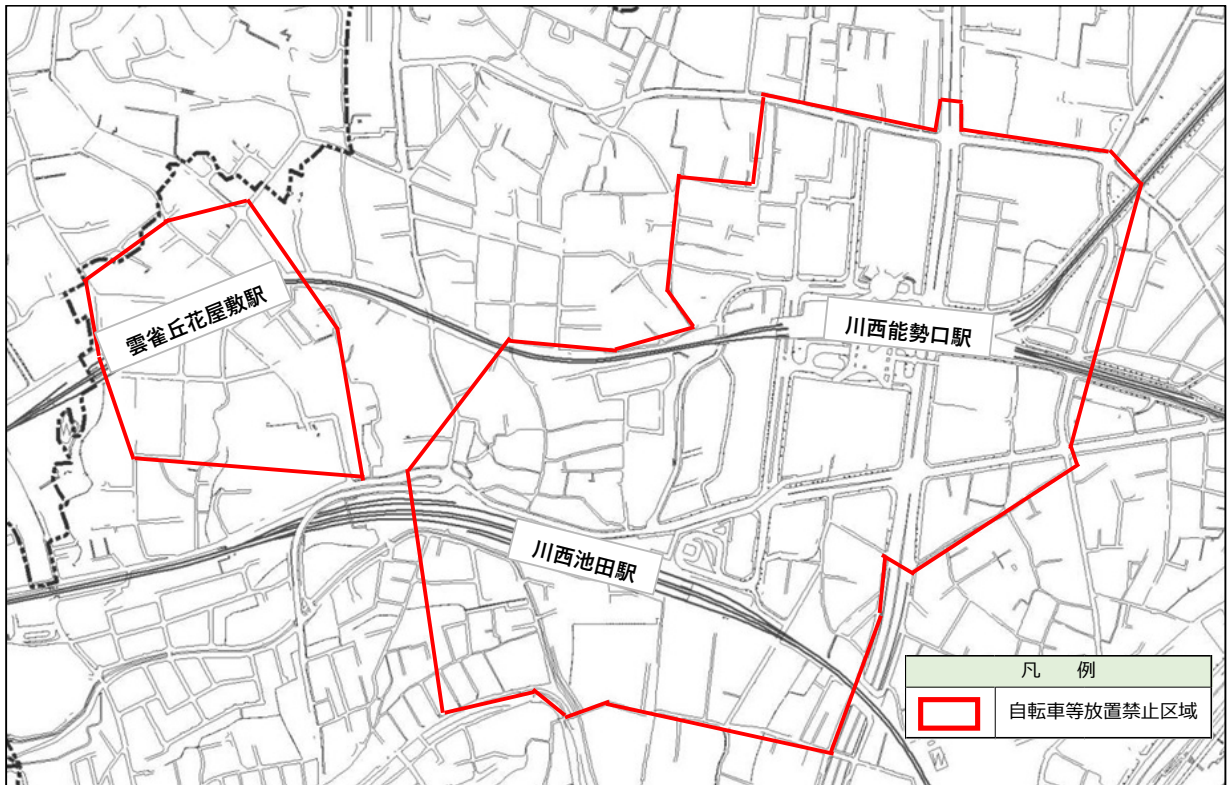 雲雀丘花屋敷駅
川西能勢口駅
川西池田駅
凡　例
自転車等放置禁止区域